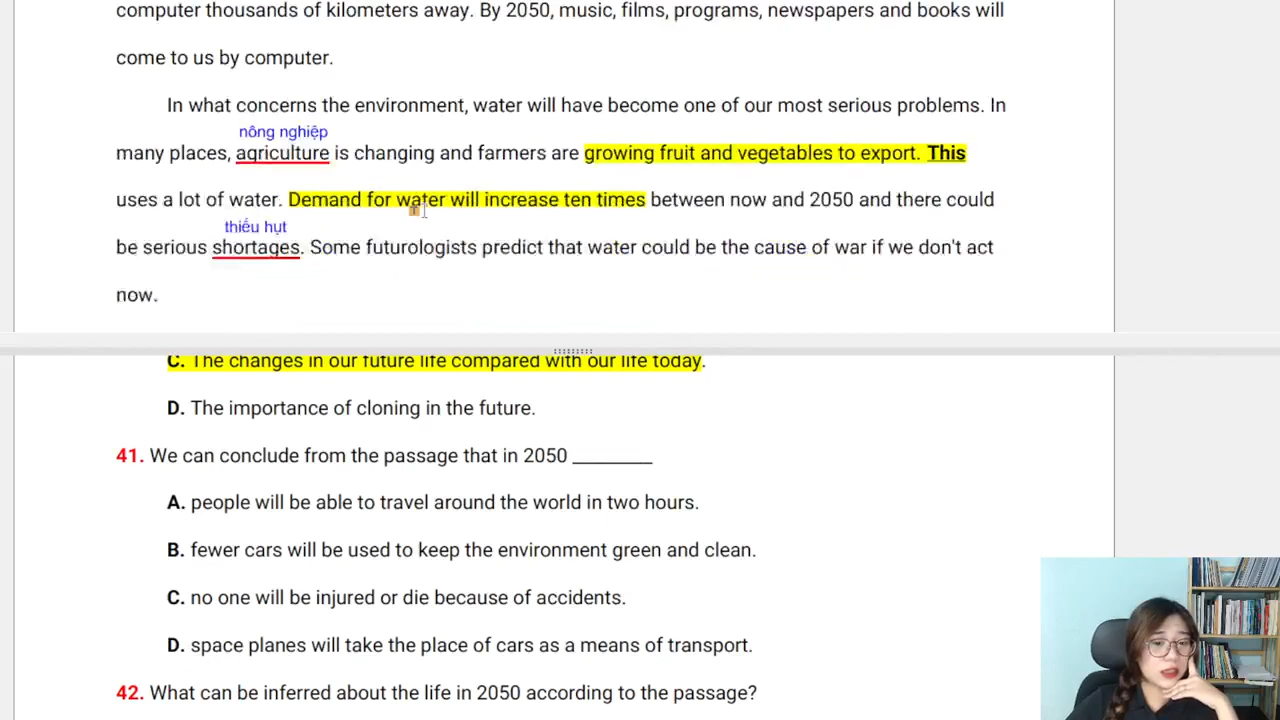 computer thousands of kilometers away. By 2050, music, films, programs, newspapers and books will
come to us by computer.
In what concerns the environment, water will have become one of our most serious problems. In
nông nghiệp
many places, agriculture is changing and farmers are growing fruit and vegetables to export. This
uses a lot of water. Demand for water will increase ten times between now and 2050 and there could
thiếu hụt
be serious shortages. Some futurologists predict that water could be the cause of war if we don't act
now.
C. The changes in our future life compared with our life today.
D. The importance of cloning in the future.
41. We can conclude from the passage that in 2050 ________
A. people will be able to travel around the world in two hours.
B. fewer cars will be used to keep the environment green and clean.
C. no one will be injured or die because of accidents.
D. space planes will take the place of cars as a means of transport.
42. What can be inferred about the life in 2050 according to the passage?